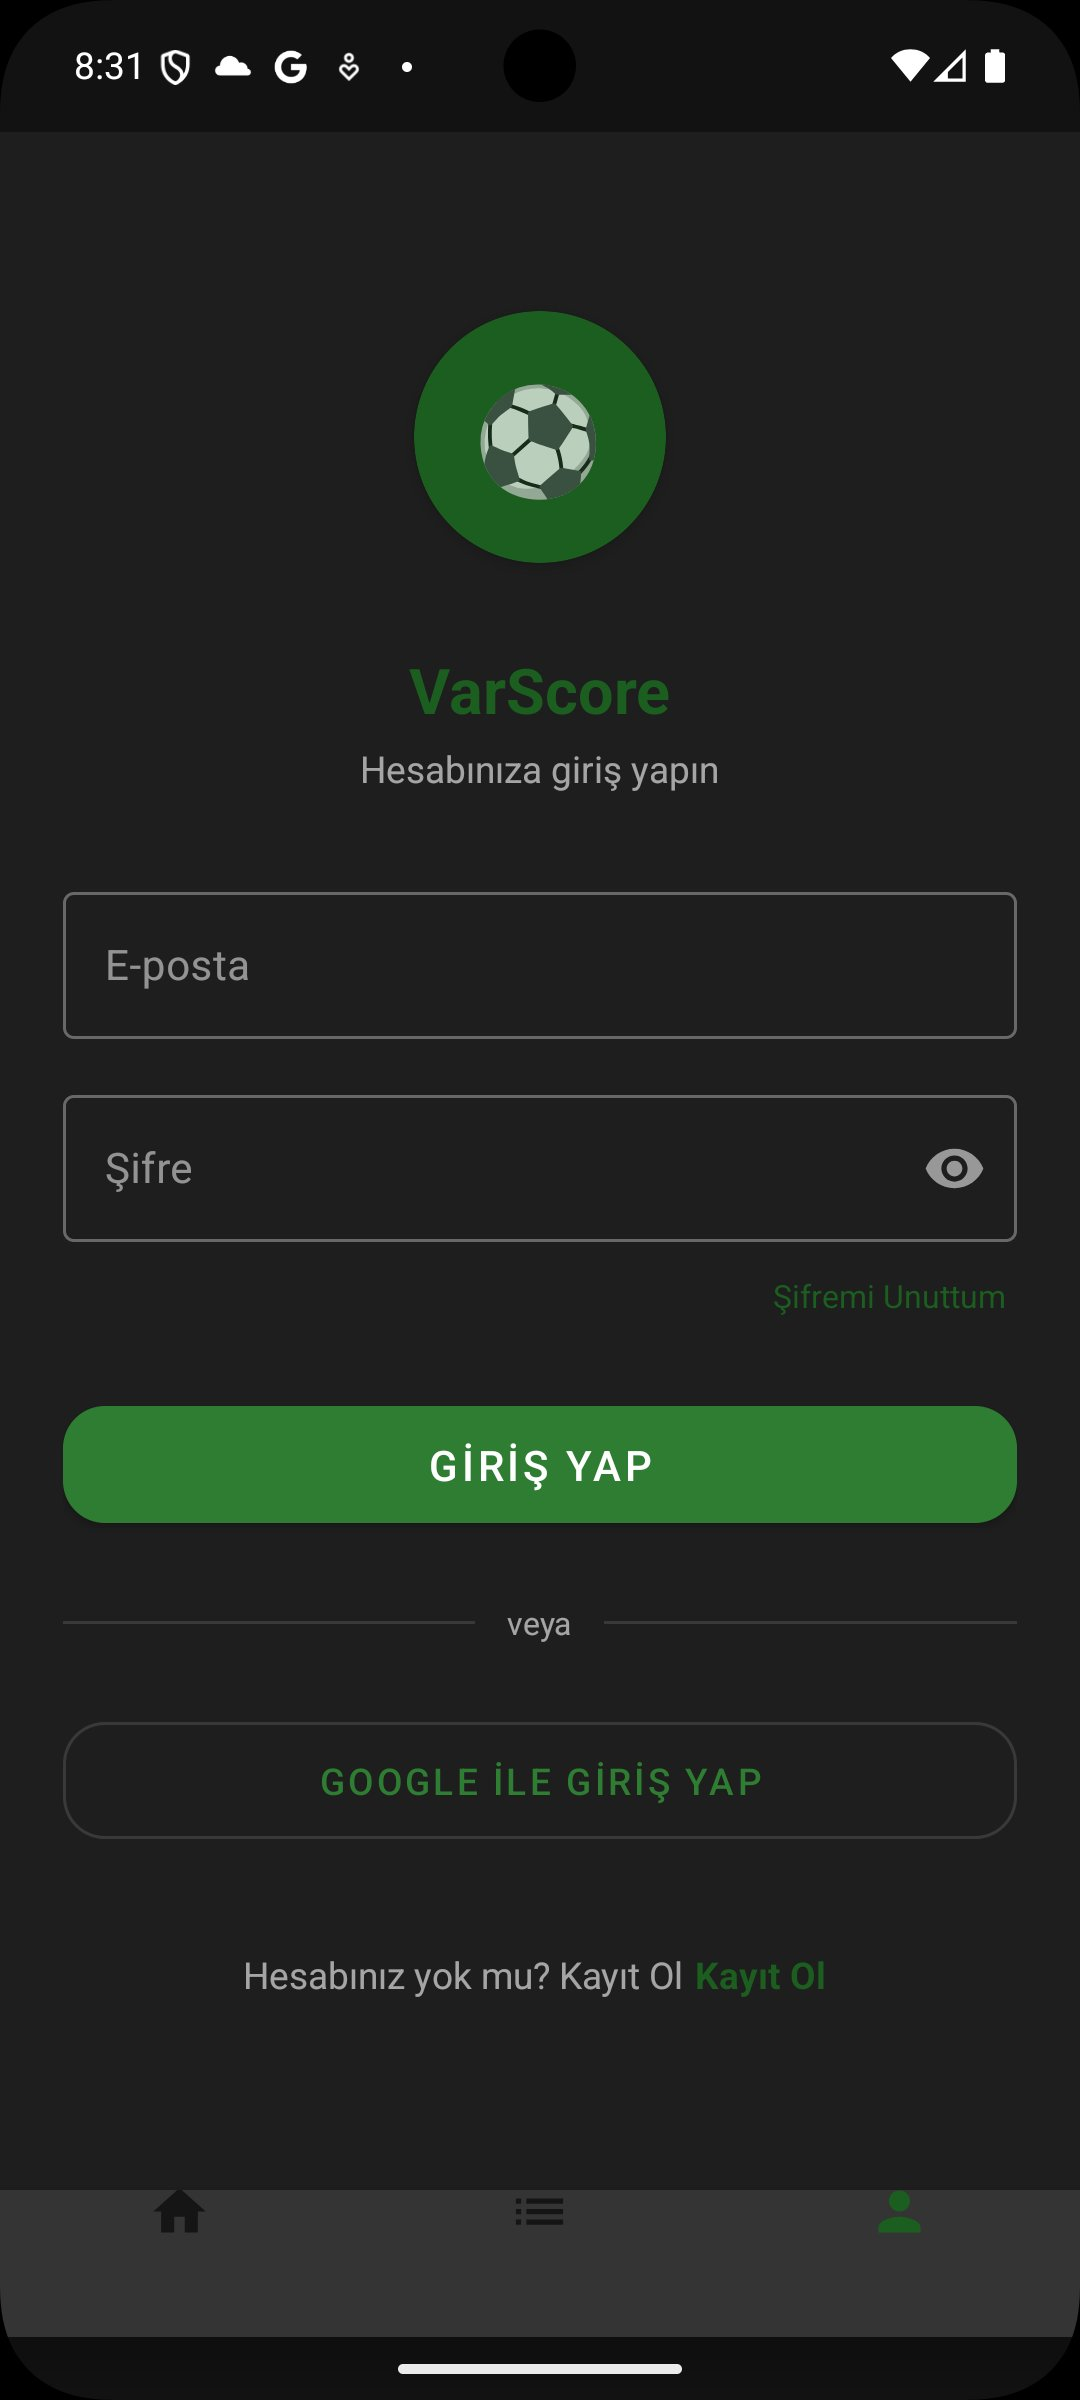 8:31
VarScore
Hesabınıza giriş yapın
E-posta
Şifre
Şifremi Unuttum
GİRİŞ YAP
veya
GOOGLE İLE GİRİŞ YAP
Hesabınız yok mu? Kayıt Ol Kayıt Ol